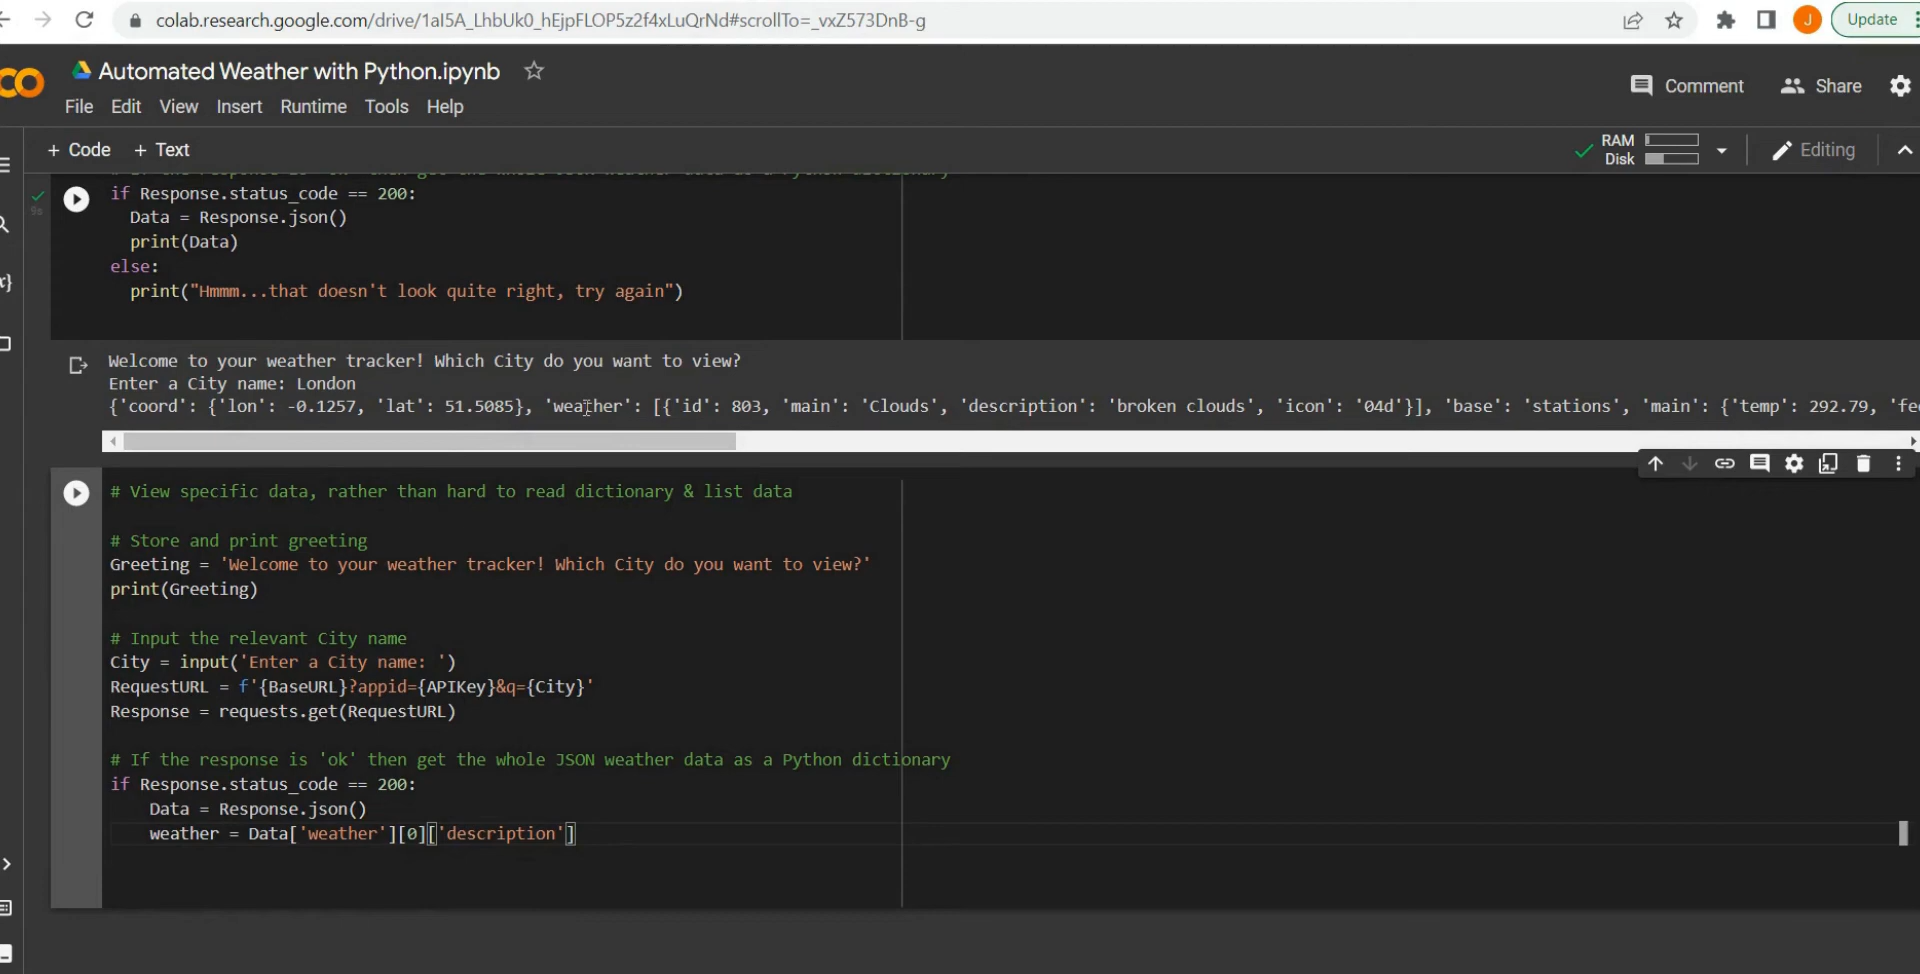 colab.research.google.com/drive/1aI5A_LhbUk0_hEjpFLOP5z2f4xLuQrNd#scrollTo=_vxZ573DnB-g
J
Update
Automated Weather with Python.ipynb
File Edit View Insert Runtime Tools Help
Comment
Share
+ Code + Text
RAM
Disk
Editing
9s
if Response.status_code == 200:
  Data = Response.json()
  print(Data)
else:
  print("Hmmm...that doesn't look quite right, try again")
Welcome to your weather tracker! Which City do you want to view?
Enter a City name: London
{'coord': {'lon': -0.1257, 'lat': 51.5085}, 'weather': [{'id': 803, 'main': 'Clouds', 'description': 'broken clouds', 'icon': '04d'}], 'base': 'stations', 'main': {'temp': 292.79,
# View specific data, rather than hard to read dictionary & list data
# Store and print greeting
Greeting = 'Welcome to your weather tracker! Which City do you want to view?'
print(Greeting)
# Input the relevant City name
City = input('Enter a City name: ')
RequestURL = f'{BaseURL}?appid={APIKey}&q={City}'
Response = requests.get(RequestURL)
# If the response is 'ok' then get the whole JSON weather data as a Python dictionary
if Response.status_code == 200:
    Data = Response.json()
    weather = Data['weather'][0]['description']